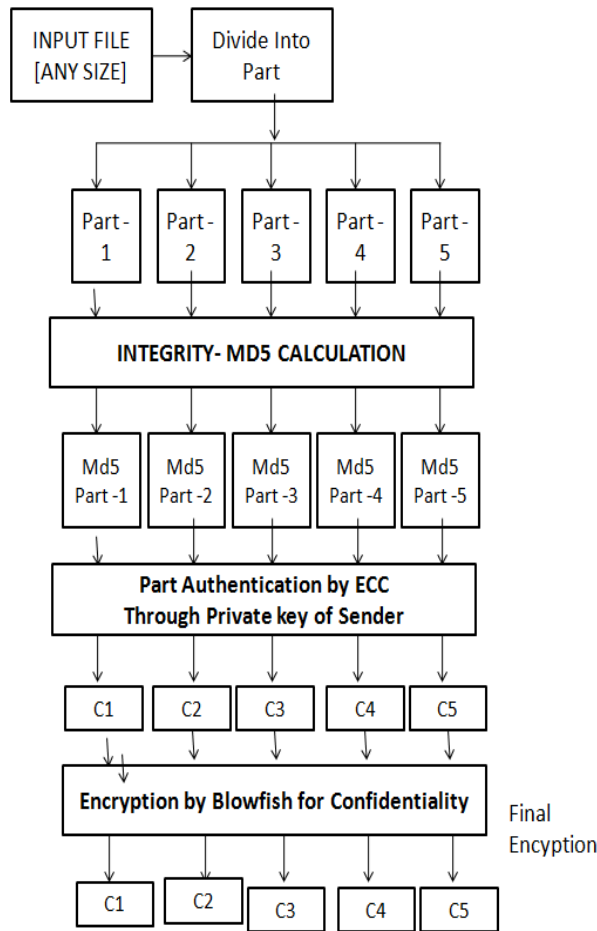 INPUT FILE
[ANY SIZE]
Divide Into
Part
Part -
1
Part -
2
Part -
3
Part -
4
Part -
5
INTEGRITY- MD5 CALCULATION
Md5
Part -1
Md5
Part -2
Md5
Part -3
Md5
Part -4
Md5
Part -5
Part Authentication by ECC
Through Private key of Sender
C1
C2
C3
C4
C5
Encryption by Blowfish for Confidentiality
Final
Encyption
C1
C2
C3
C4
C5